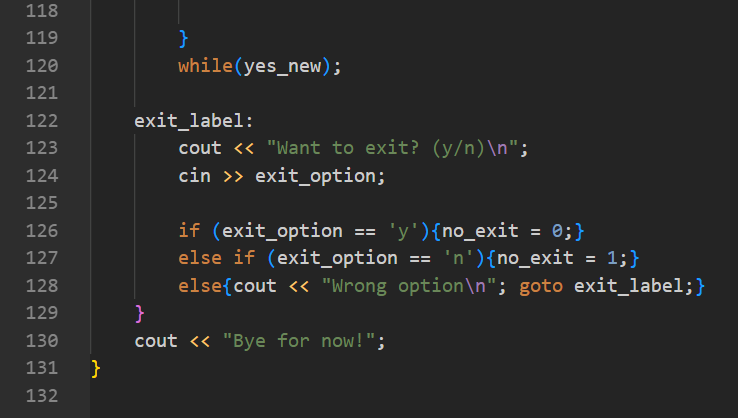 118
119         }
120         while(yes_new);
121
122     exit_label:
123         cout << "Want to exit? (y/n)\n";
124         cin >> exit_option;
125
126         if (exit_option == 'y'){no_exit = 0;}
127         else if (exit_option == 'n'){no_exit = 1;}
128         else{cout << "Wrong option\n"; goto exit_label;}
129     }
130     cout << "Bye for now!";
131 }
132